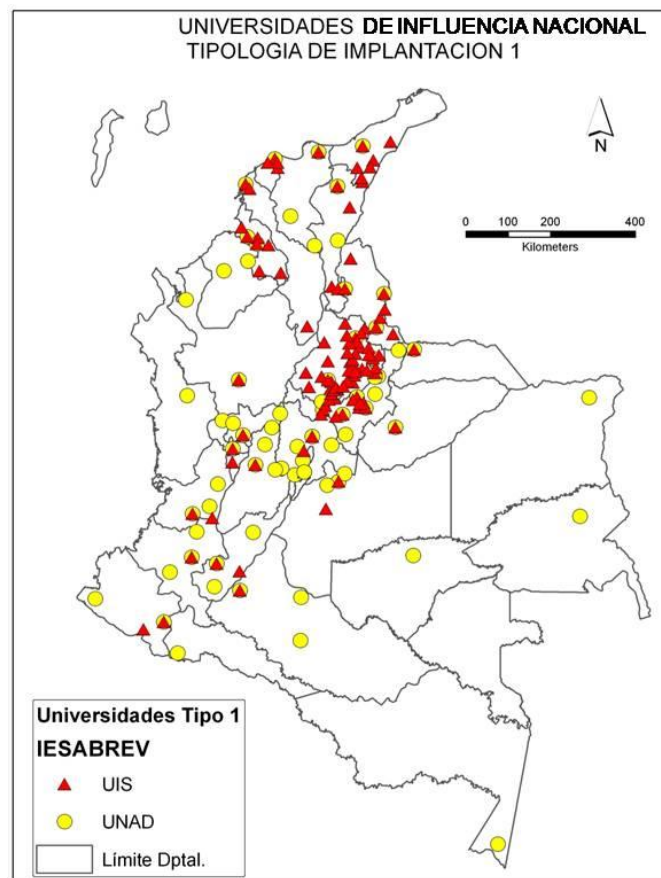 UNIVERSIDADES DE INFLUENCIA NACIONAL
TIPOLOGIA DE IMPLANTACION 1
N
0 100 200 400
Kilometers
Universidades Tipo 1
IESABREV
UIS
UNAD
Límite Dptal.